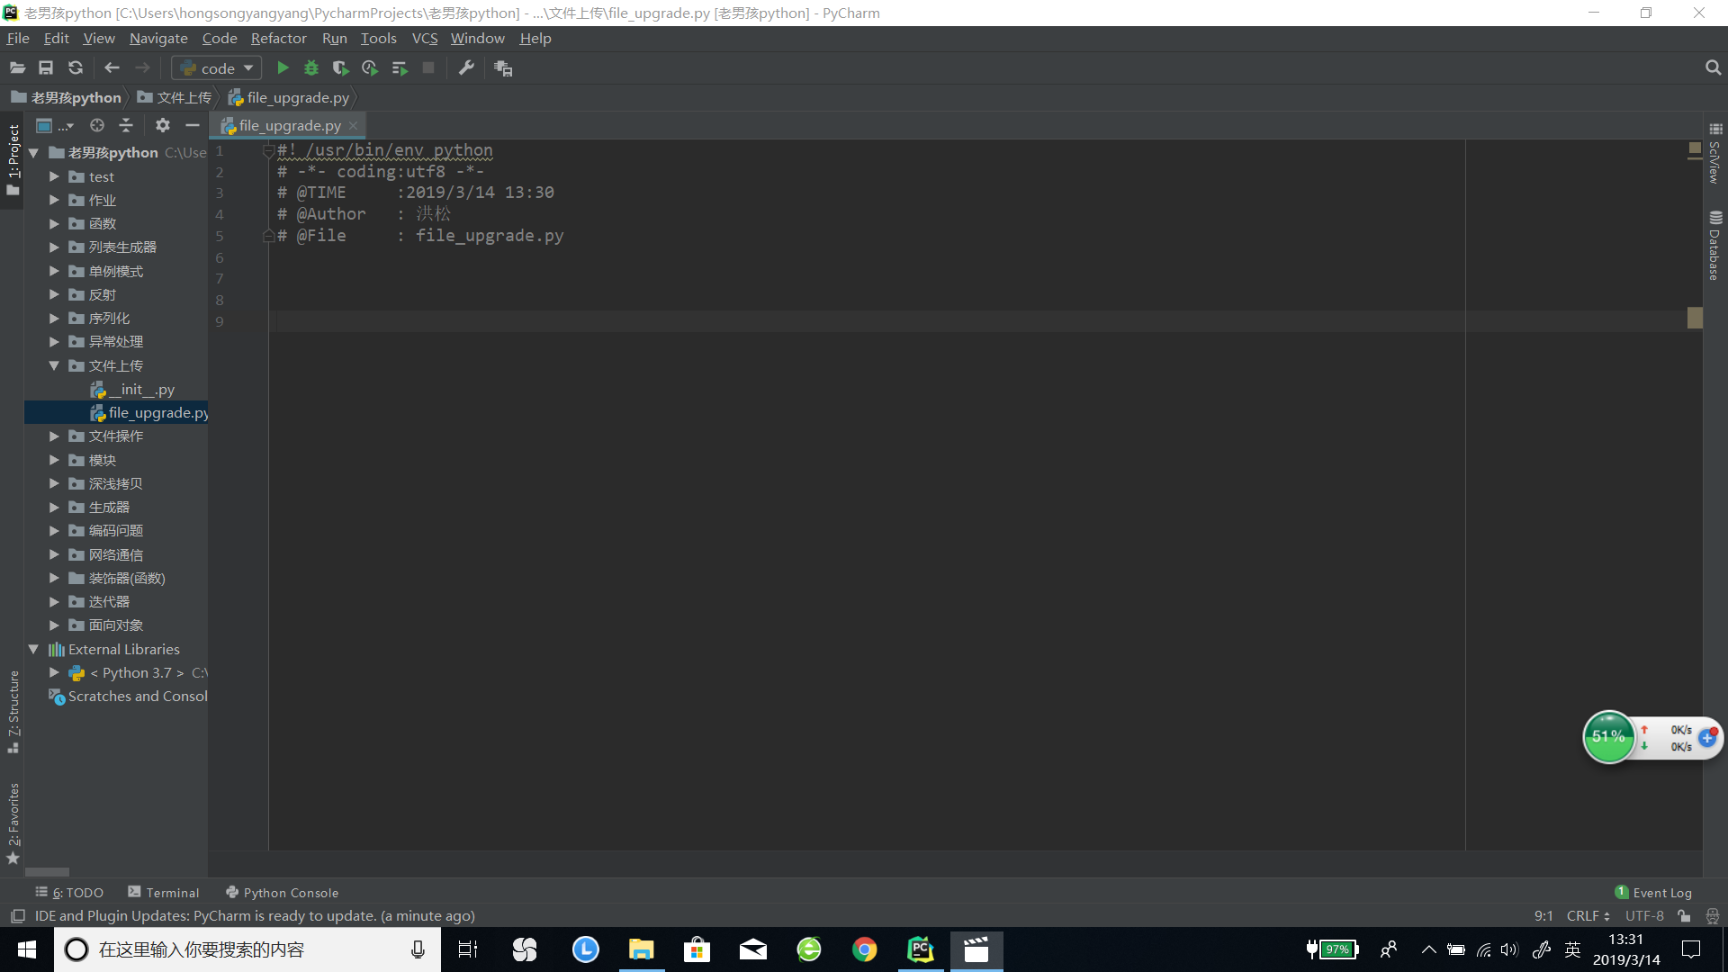 老男孩python [C:\Users\hongsongyangyang\PycharmProjects\老男孩python] - ...\文件上传\file_upgrade.py [老男孩python] - PyCharm
File Edit View Navigate Code Refactor Run Tools VCS Window Help
code
老男孩python 文件上传 file_upgrade.py
... file_upgrade.py
1: Project
老男孩python C:\Use
test
作业
函数
列表生成器
单例模式
反射
序列化
异常处理
文件上传
__init__.py
file_upgrade.py
文件操作
模块
深浅拷贝
生成器
编码问题
网络通信
装饰器(函数)
迭代器
面向对象
External Libraries
< Python 3.7 > C:\
Scratches and Consol
7: Structure
2: Favorites
1 #! /usr/bin/env python
2 # -*- coding:utf8 -*-
3 # @TIME :2019/3/14 13:30
4 # @Author : 洪松
5 # @File : file_upgrade.py
6
7
8
9
SciView
Database
51% 0K/s
0K/s
6: TODO Terminal Python Console 1 Event Log
IDE and Plugin Updates: PyCharm is ready to update. (a minute ago) 9:1 CRLF UTF-8
在这里输入你要搜索的内容 97% 英 13:31
2019/3/14